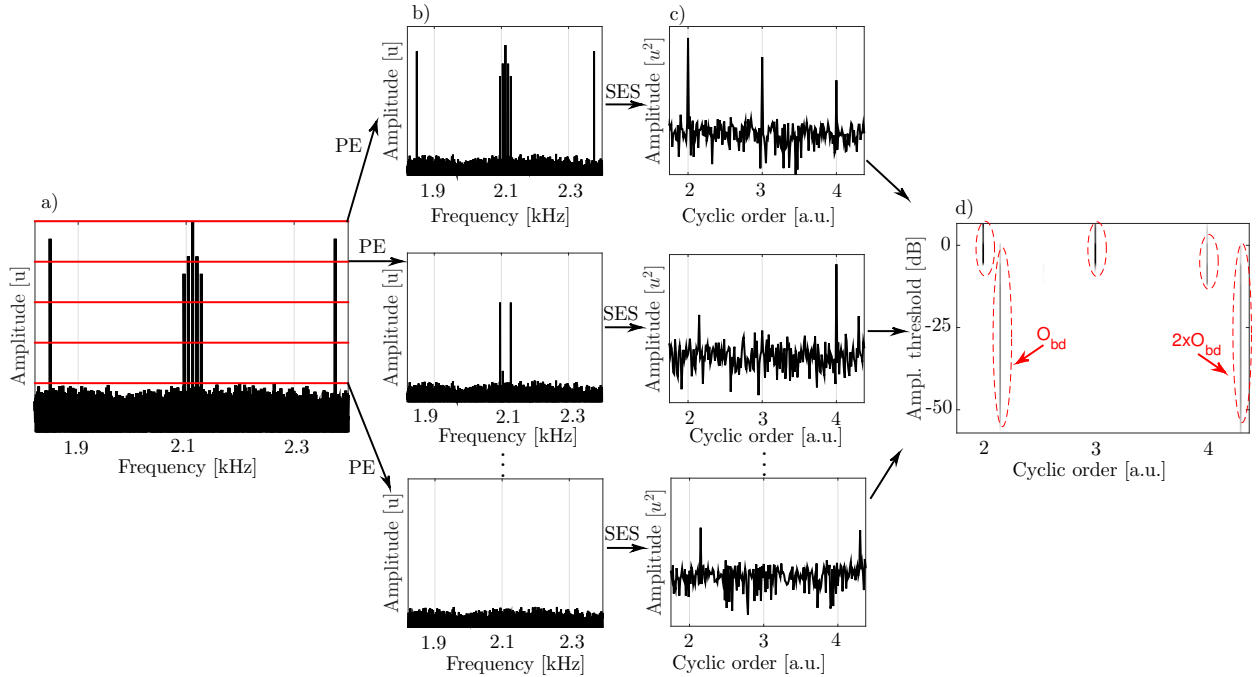 a)
Amplitude [u]
1.9
2.1
2.3
Frequency [kHz]
PE
PE
PE
b)
Amplitude [u]
1.9
2.1
2.3
Frequency [kHz]
Amplitude [u]
1.9
2.1
2.3
Frequency [kHz]
Amplitude [u]
1.9
2.1
2.3
Frequency [kHz]
SES
SES
SES
c)
Amplitude [u²]
2
3
4
Cyclic order [a.u.]
Amplitude [u²]
2
3
4
Cyclic order [a.u.]
Amplitude [u²]
2
3
4
Cyclic order [a.u.]
d)
Ampl. threshold [dB]
0
-25
-50
O_bd
2xO_bd
2
3
4
Cyclic order [a.u.]